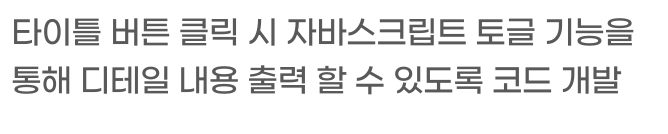 타이틀 버튼 클릭 시 자바스크립트 토글 기능을
통해 디테일 내용 출력 할 수 있도록 코드 개발